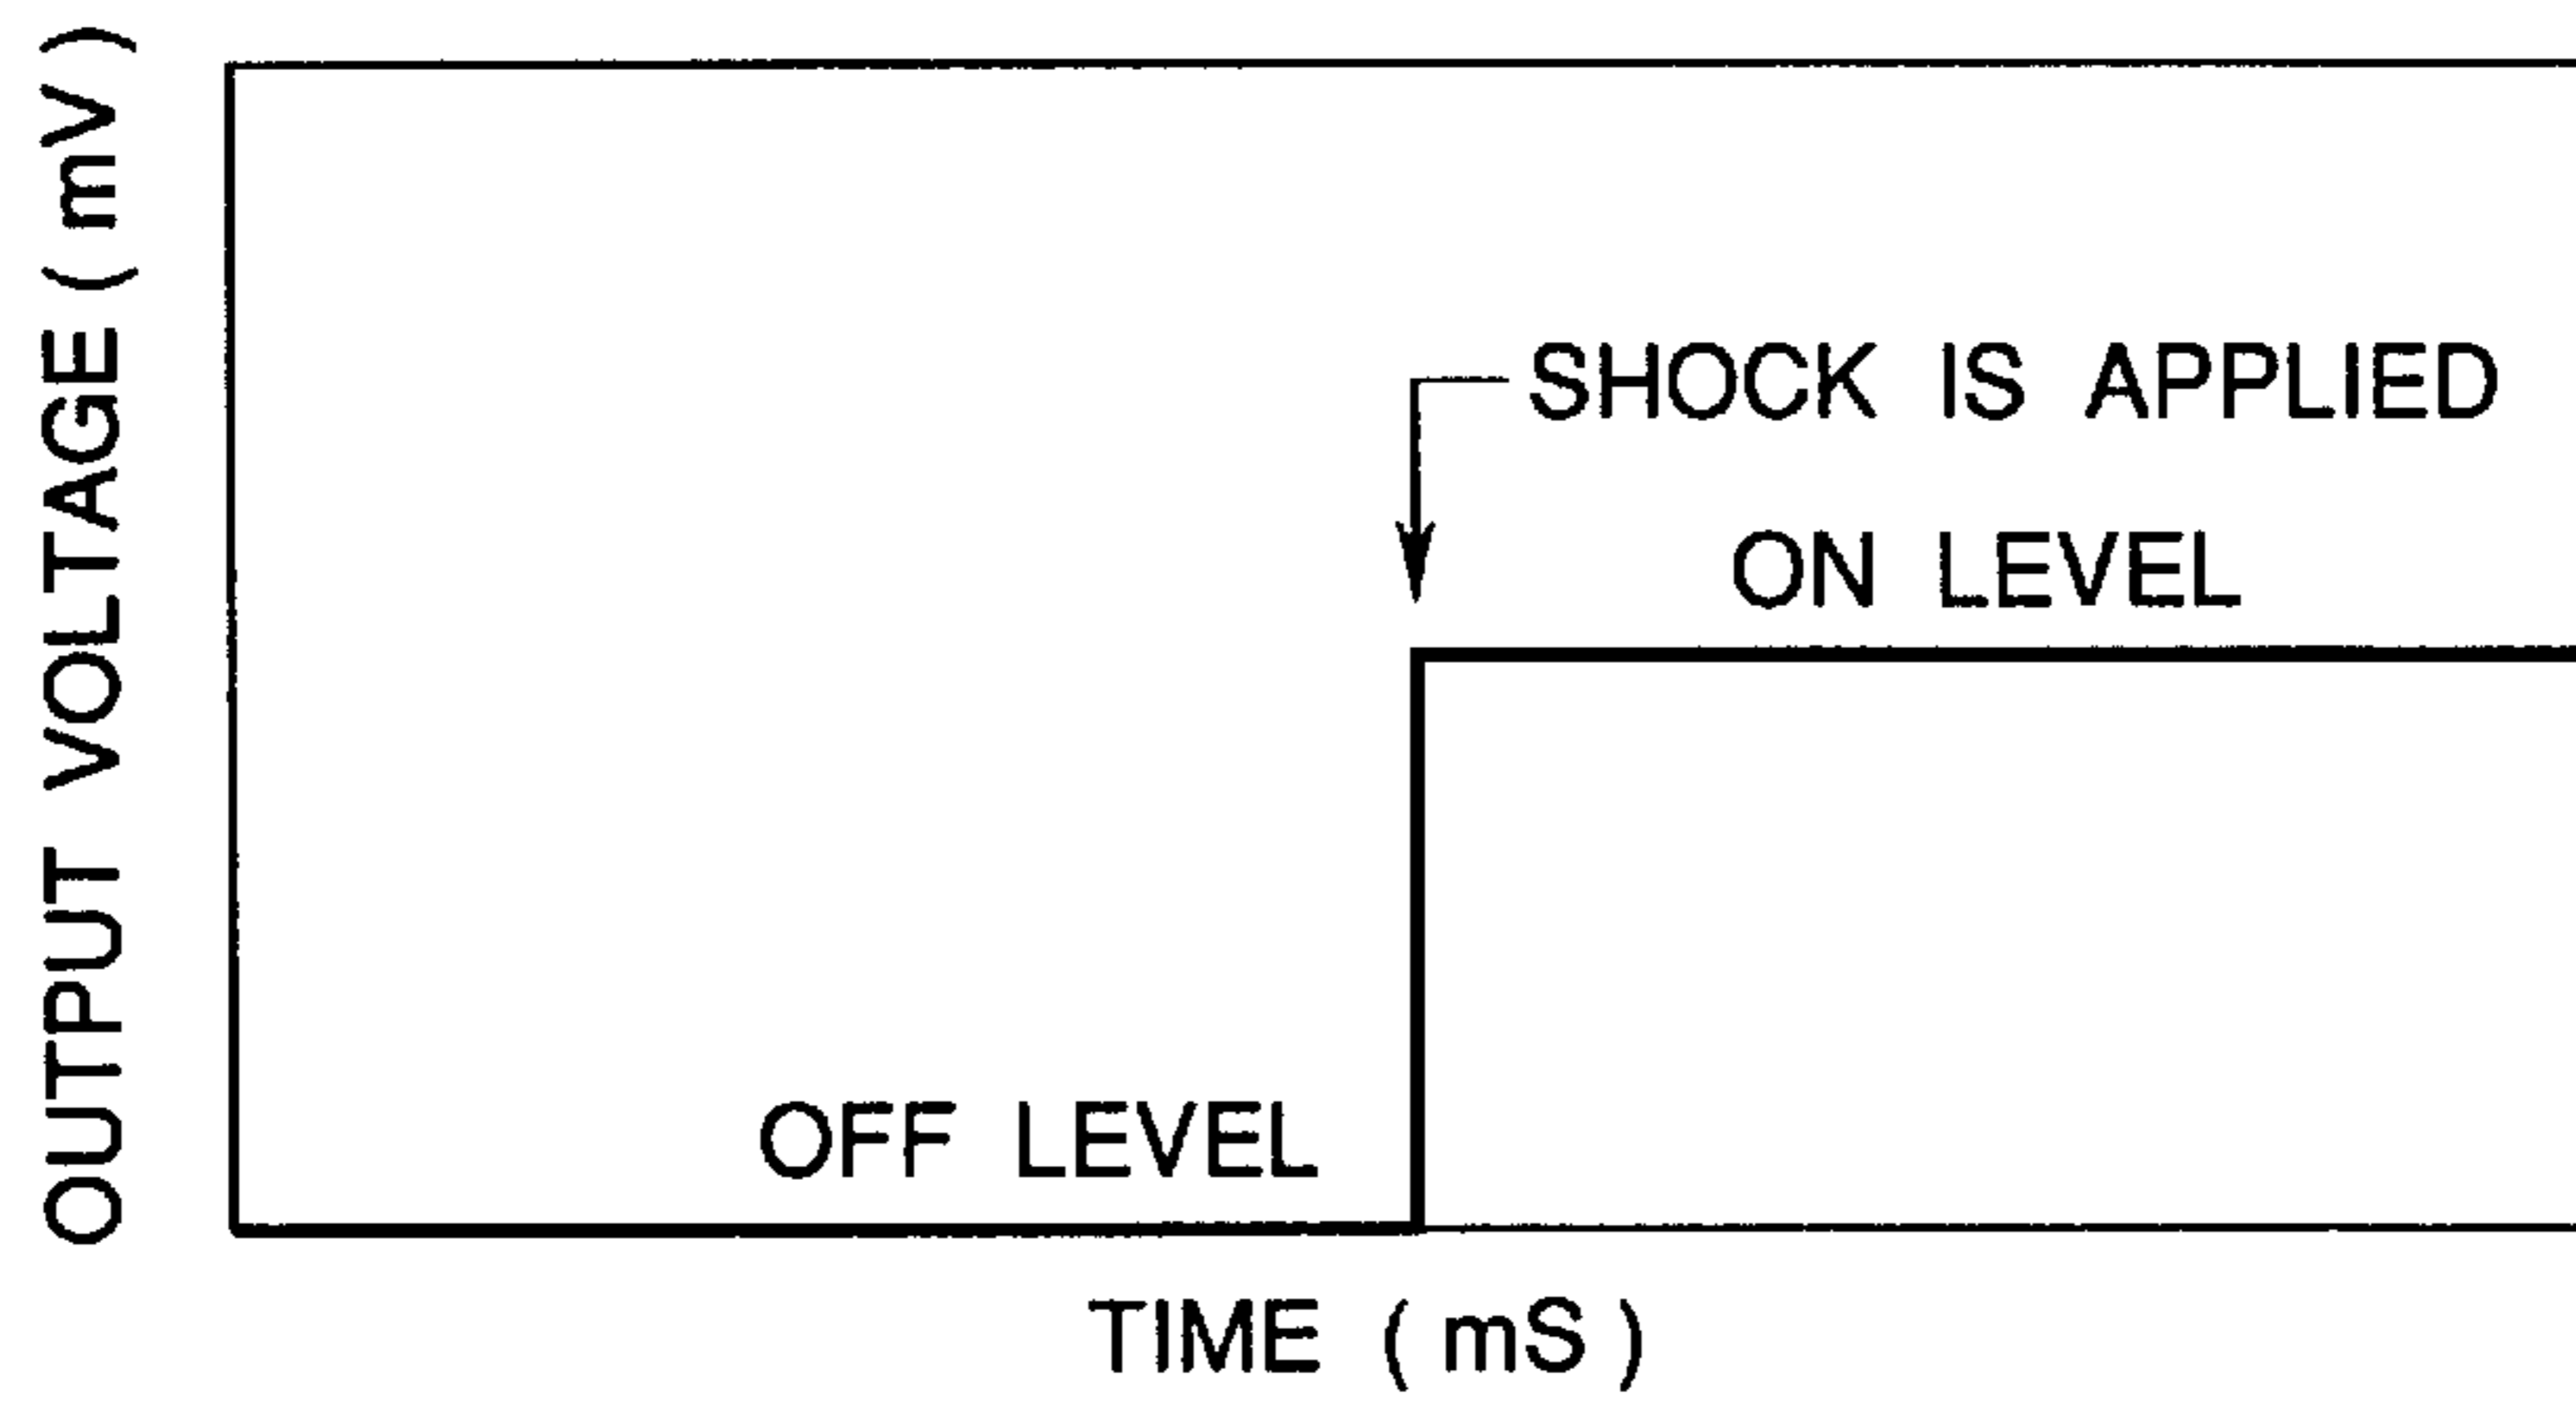 OUTPUT VOLTAGE ( mV )
SHOCK IS APPLIED
ON LEVEL
OFF LEVEL
TIME ( mS )